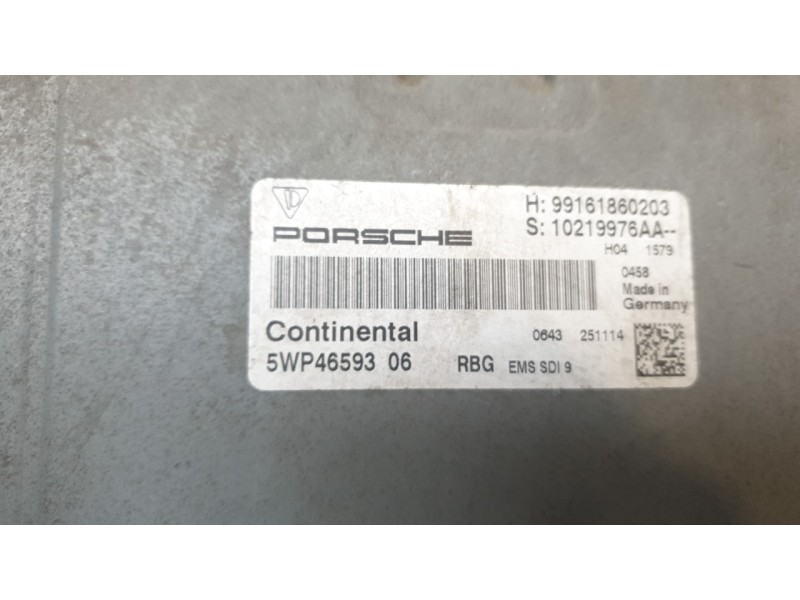 H: 99161860203
PORSCHE
S: 10219976AA--
H04 1579
0458
Made in
Germany
Continental
0643 251114
5WP46593 06 RBG EMS SDI 9